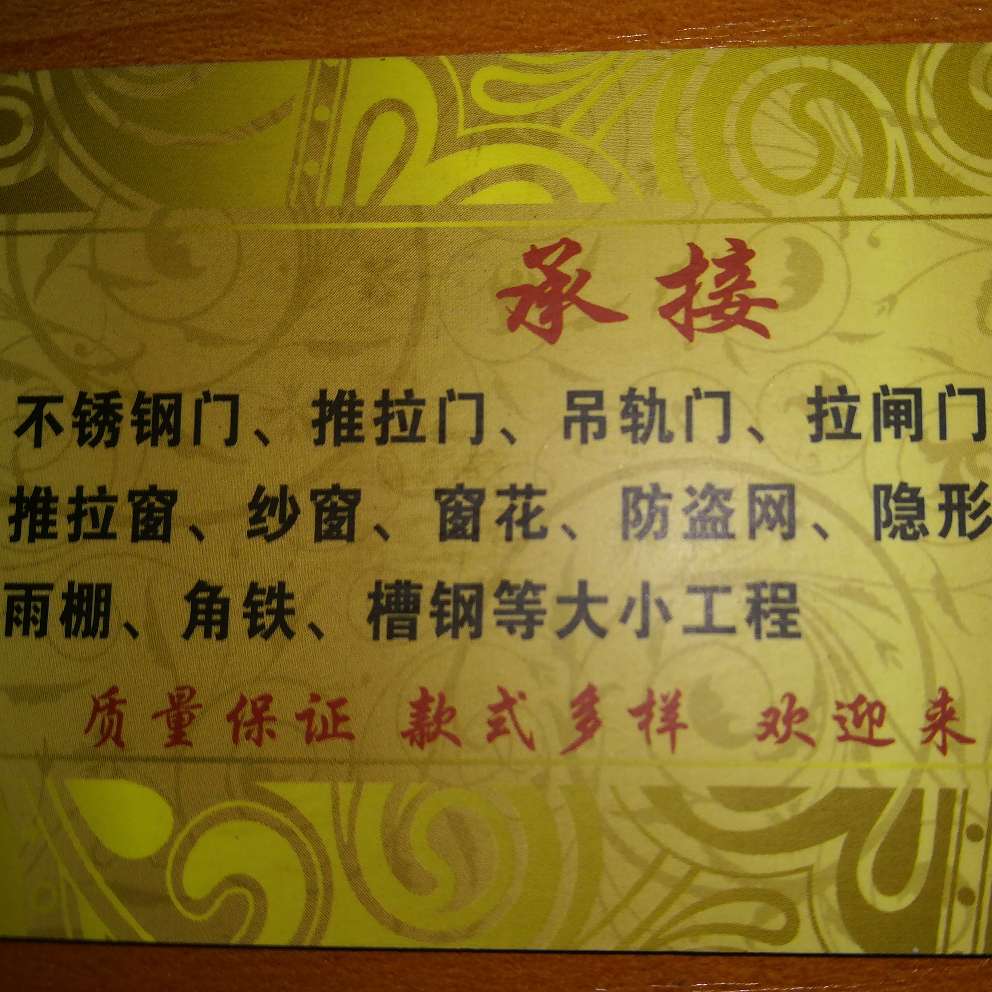 承接
不锈钢门、推拉门、吊轨门、拉闸门
推拉窗、纱窗、窗花、防盗网、隐形
雨棚、角铁、槽钢等大小工程
质量保证 款式多样 欢迎来